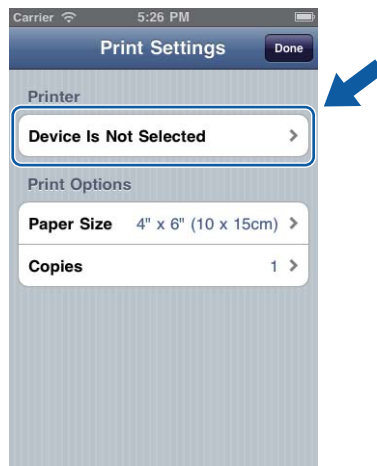 Carrier 5:26 PM
Print Settings Done
Printer
Device Is Not Selected
Print Options
Paper Size 4" x 6" (10 x 15cm)
Copies 1